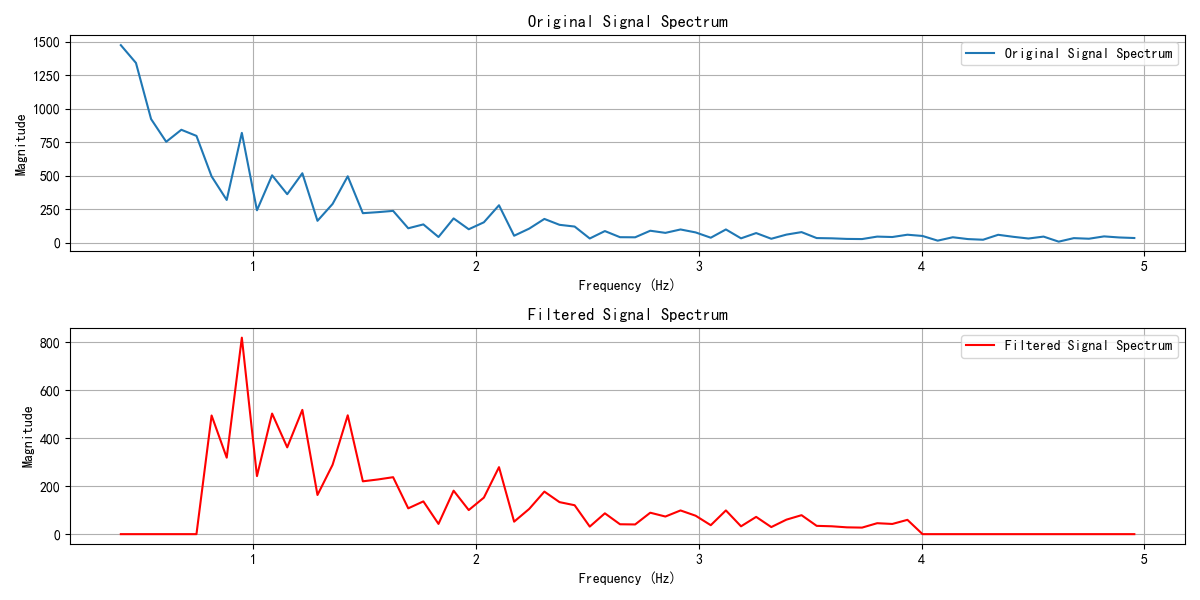 Original Signal Spectrum
1500
1250
1000
750
500
250
0
Magnitude
Original Signal Spectrum
1 2 3 4 5
Frequency (Hz)
Filtered Signal Spectrum
800
600
400
200
0
Magnitude
Filtered Signal Spectrum
1 2 3 4 5
Frequency (Hz)